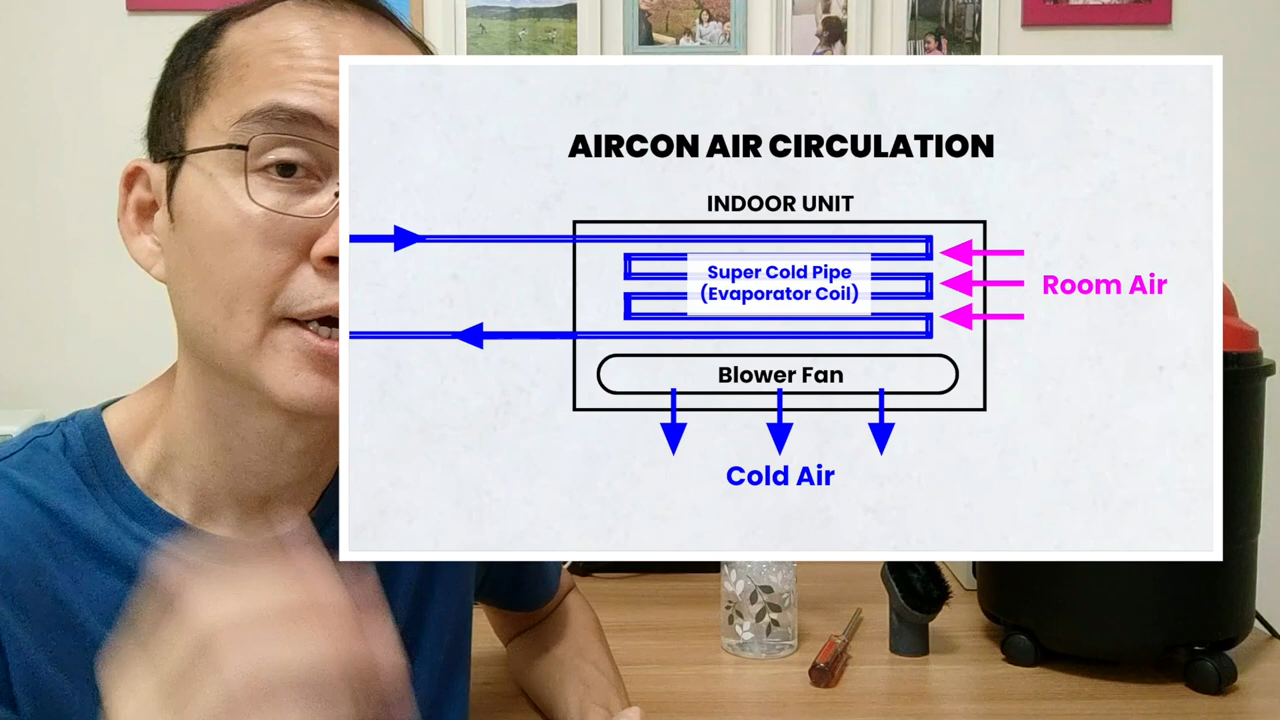 AIRCON AIR CIRCULATION
INDOOR UNIT
Super Cold Pipe
(Evaporator Coil)
Room Air
Blower Fan
Cold Air